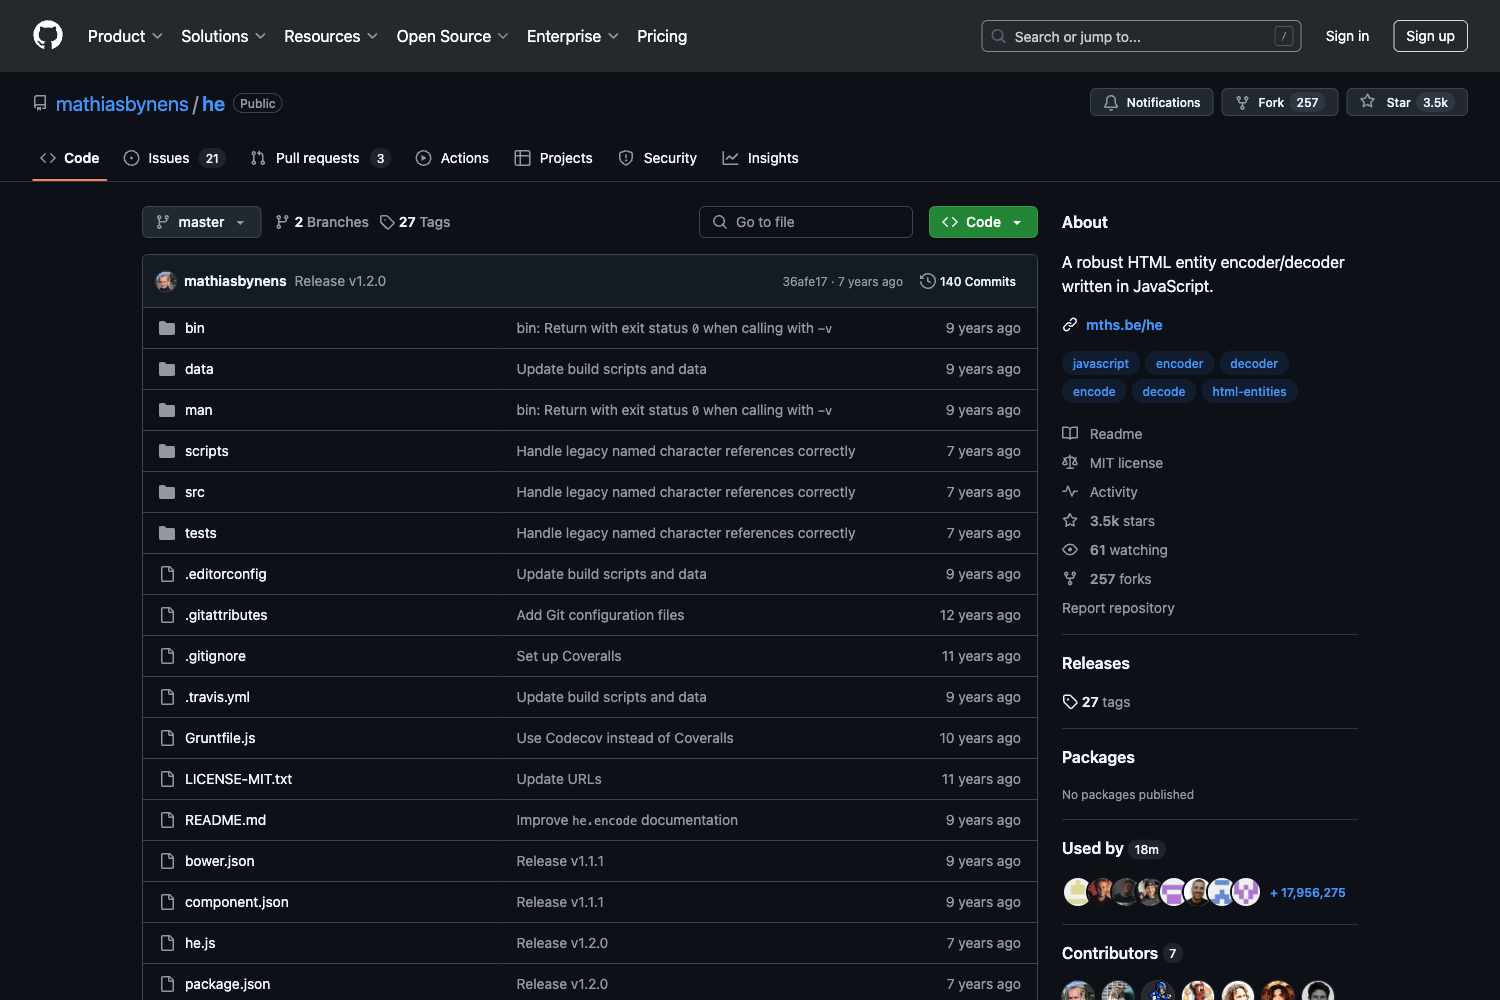 Product Solutions Resources Open Source Enterprise Pricing Search or jump to... / Sign in Sign up
mathiasbynens / he Public Notifications Fork 257 Star 3.5k
Code Issues 21 Pull requests 3 Actions Projects Security Insights
master 2 Branches 27 Tags Go to file Code
mathiasbynens Release v1.2.0 36afe17 · 7 years ago 140 Commits
bin bin: Return with exit status 0 when calling with -v 9 years ago
data Update build scripts and data 9 years ago
man bin: Return with exit status 0 when calling with -v 9 years ago
scripts Handle legacy named character references correctly 7 years ago
src Handle legacy named character references correctly 7 years ago
tests Handle legacy named character references correctly 7 years ago
.editorconfig Update build scripts and data 9 years ago
.gitattributes Add Git configuration files 12 years ago
.gitignore Set up Coveralls 11 years ago
.travis.yml Update build scripts and data 9 years ago
Gruntfile.js Use Codecov instead of Coveralls 10 years ago
LICENSE-MIT.txt Update URLs 11 years ago
README.md Improve he.encode documentation 9 years ago
bower.json Release v1.1.1 9 years ago
component.json Release v1.1.1 9 years ago
he.js Release v1.2.0 7 years ago
package.json Release v1.2.0 7 years ago
About
A robust HTML entity encoder/decoder
written in JavaScript.
mths.be/he
javascript encoder decoder
encode decode html-entities
Readme
MIT license
Activity
3.5k stars
61 watching
257 forks
Report repository
Releases
27 tags
Packages
No packages published
Used by 18m
+ 17,956,275
Contributors 7